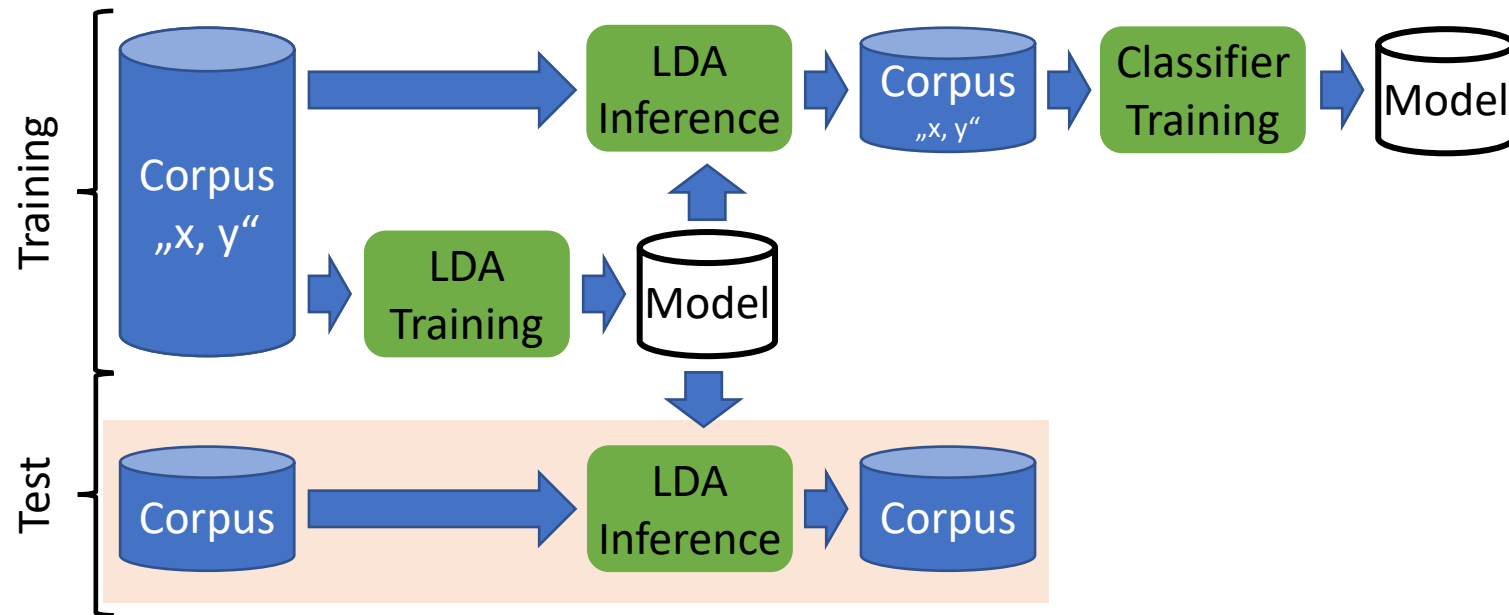 Training
Corpus
„x, y“
LDA
Inference
Corpus
„x, y“
Classifier
Training
Model
LDA
Training
Model
Test
Corpus
LDA
Inference
Corpus